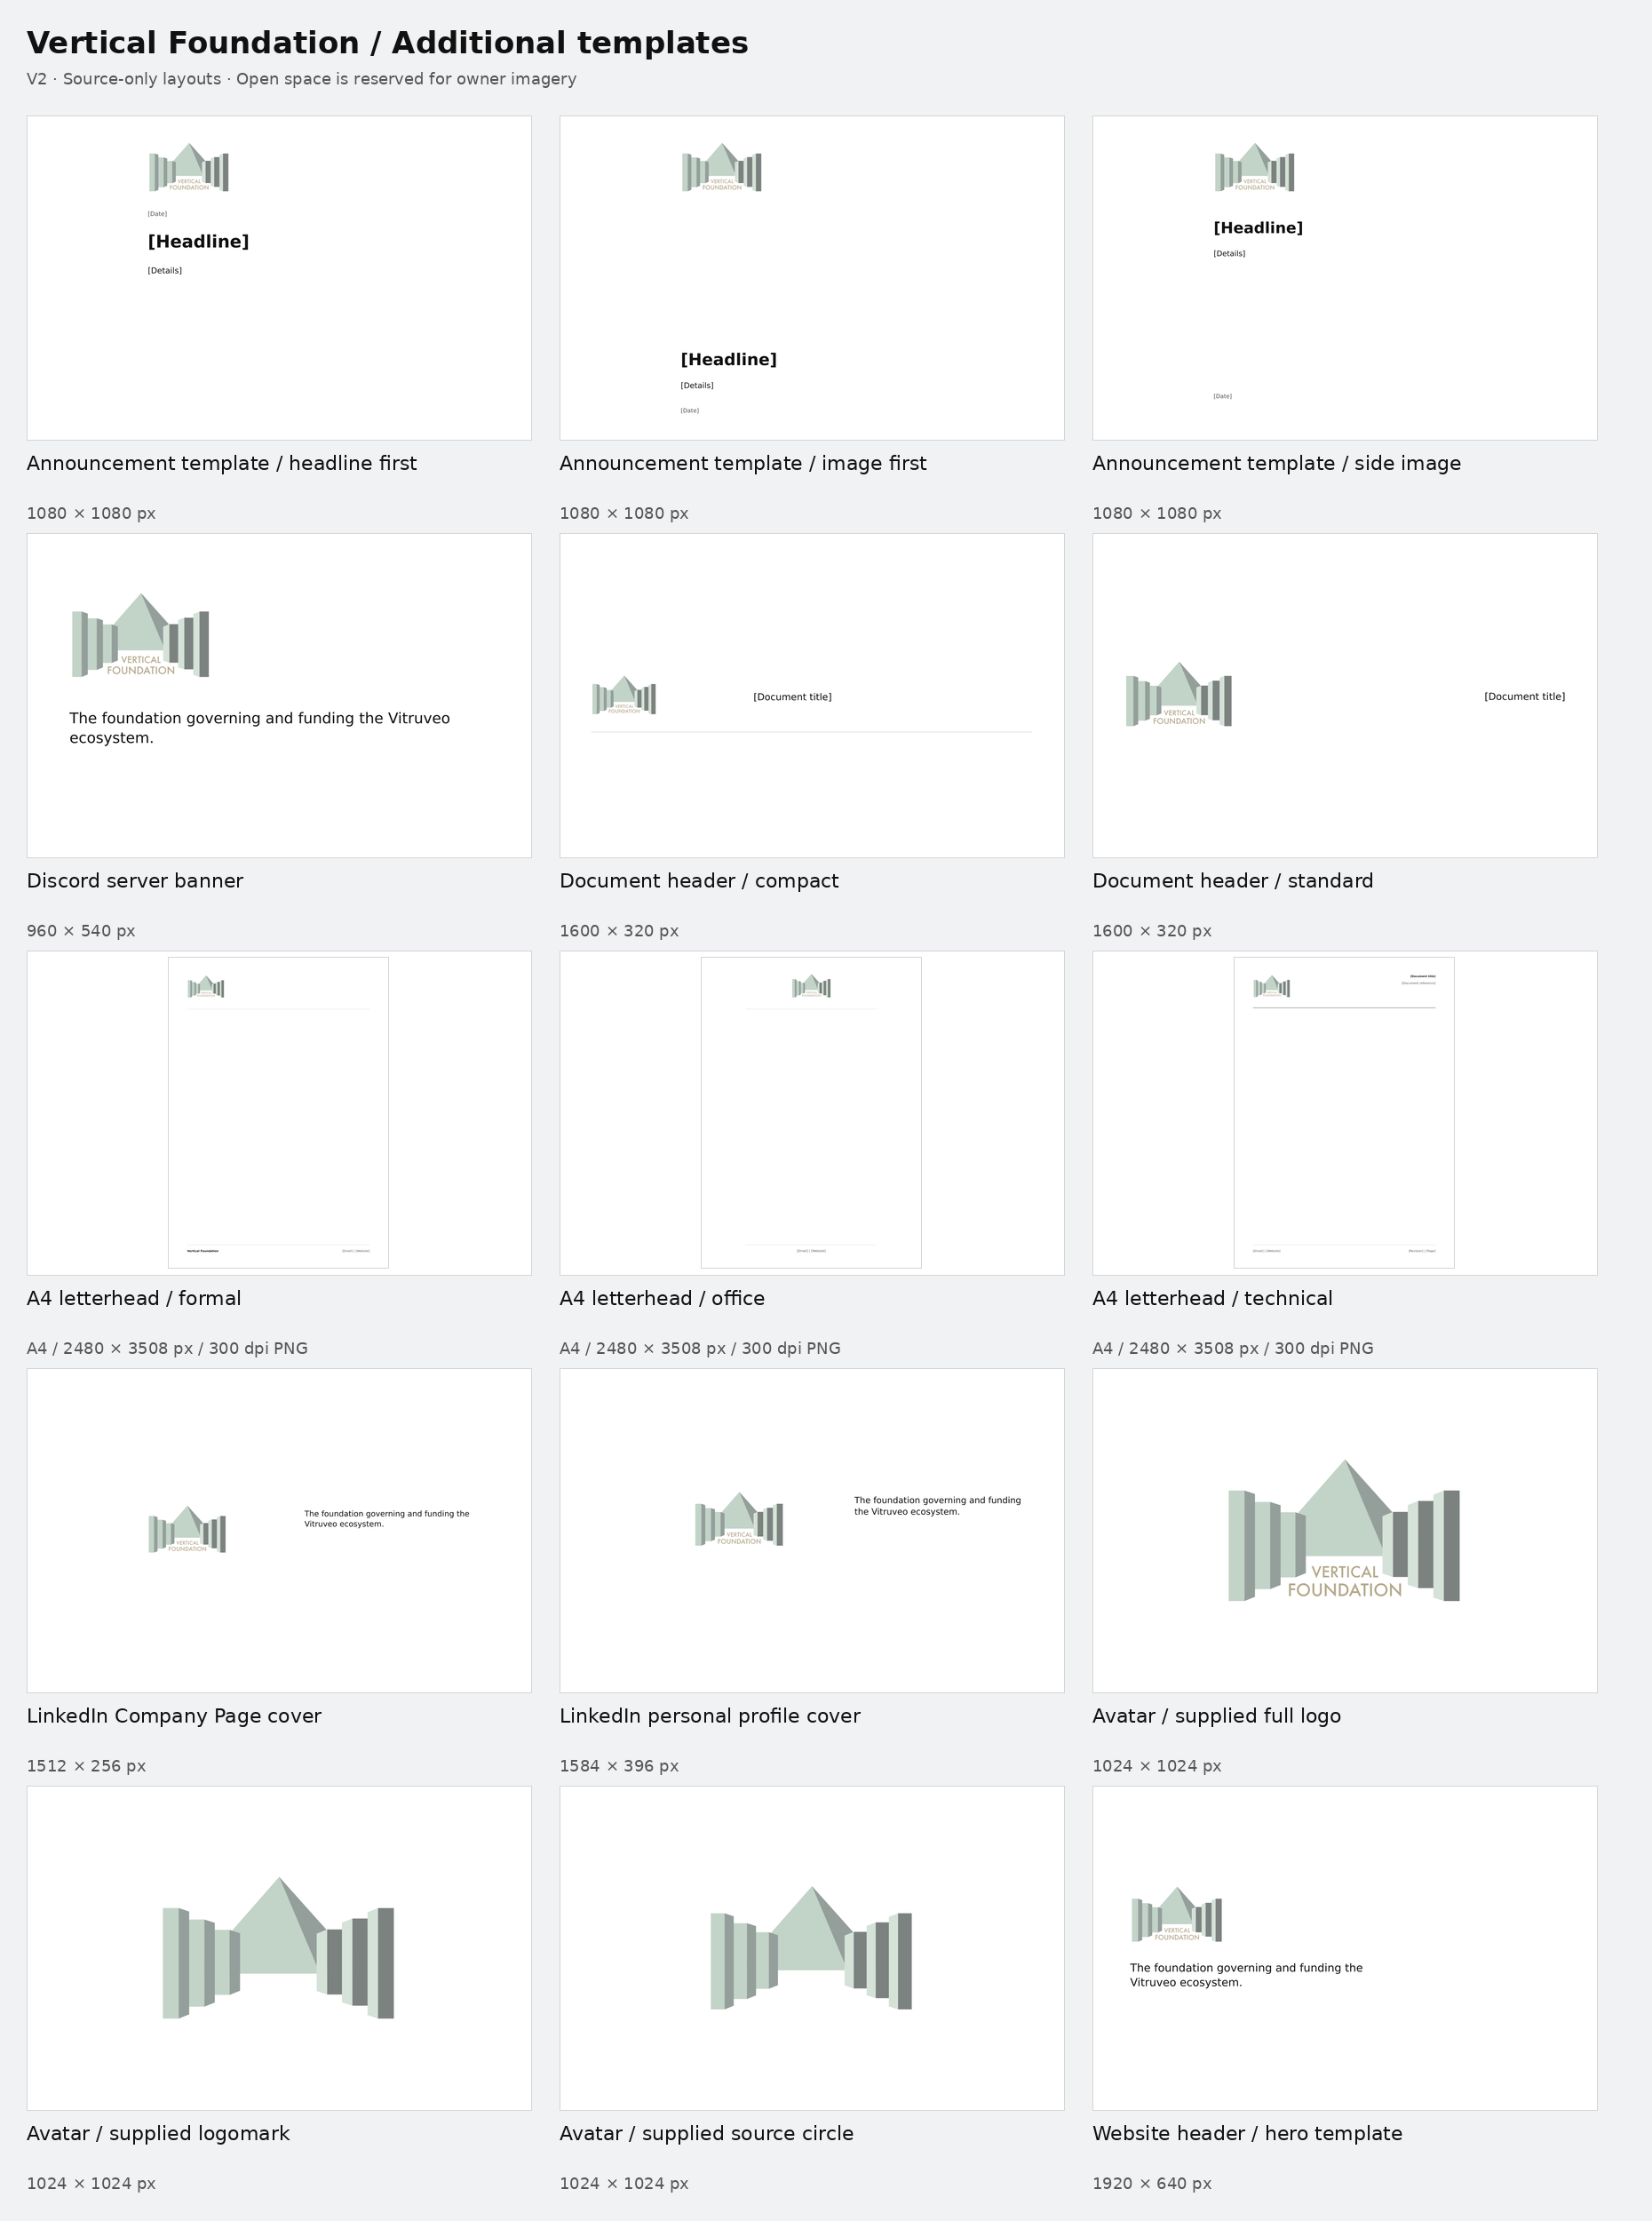 Vertical Foundation / Additional templates
V2 · Source-only layouts · Open space is reserved for owner imagery
VERTICAL
FOUNDATION
[Date]
[Headline]
[Details]
Announcement template / headline first
1080 × 1080 px
VERTICAL
FOUNDATION
[Headline]
[Details]
[Date]
Announcement template / image first
1080 × 1080 px
VERTICAL
FOUNDATION
[Headline]
[Details]
[Date]
Announcement template / side image
1080 × 1080 px
VERTICAL
FOUNDATION
The foundation governing and funding the Vitruveo
ecosystem.
Discord server banner
960 × 540 px
VERTICAL
FOUNDATION
[Document title]
Document header / compact
1600 × 320 px
VERTICAL
FOUNDATION
[Document title]
Document header / standard
1600 × 320 px
Vertical Foundation
[Email] | [Website]
A4 letterhead / formal
A4 / 2480 × 3508 px / 300 dpi PNG
[Email] | [Website]
A4 letterhead / office
A4 / 2480 × 3508 px / 300 dpi PNG
[Document title]
[Document reference]
[Email] | [Website]
A4 letterhead / technical
A4 / 2480 × 3508 px / 300 dpi PNG
VERTICAL
FOUNDATION
The foundation governing and funding the
Vitruveo ecosystem.
LinkedIn Company Page cover
1512 × 256 px
VERTICAL
FOUNDATION
The foundation governing and funding
the Vitruveo ecosystem.
LinkedIn personal profile cover
1584 × 396 px
VERTICAL
FOUNDATION
Avatar / supplied full logo
1024 × 1024 px
Avatar / supplied logomark
1024 × 1024 px
Avatar / supplied source circle
1024 × 1024 px
VERTICAL
FOUNDATION
The foundation governing and funding the
Vitruveo ecosystem.
Website header / hero template
1920 × 640 px